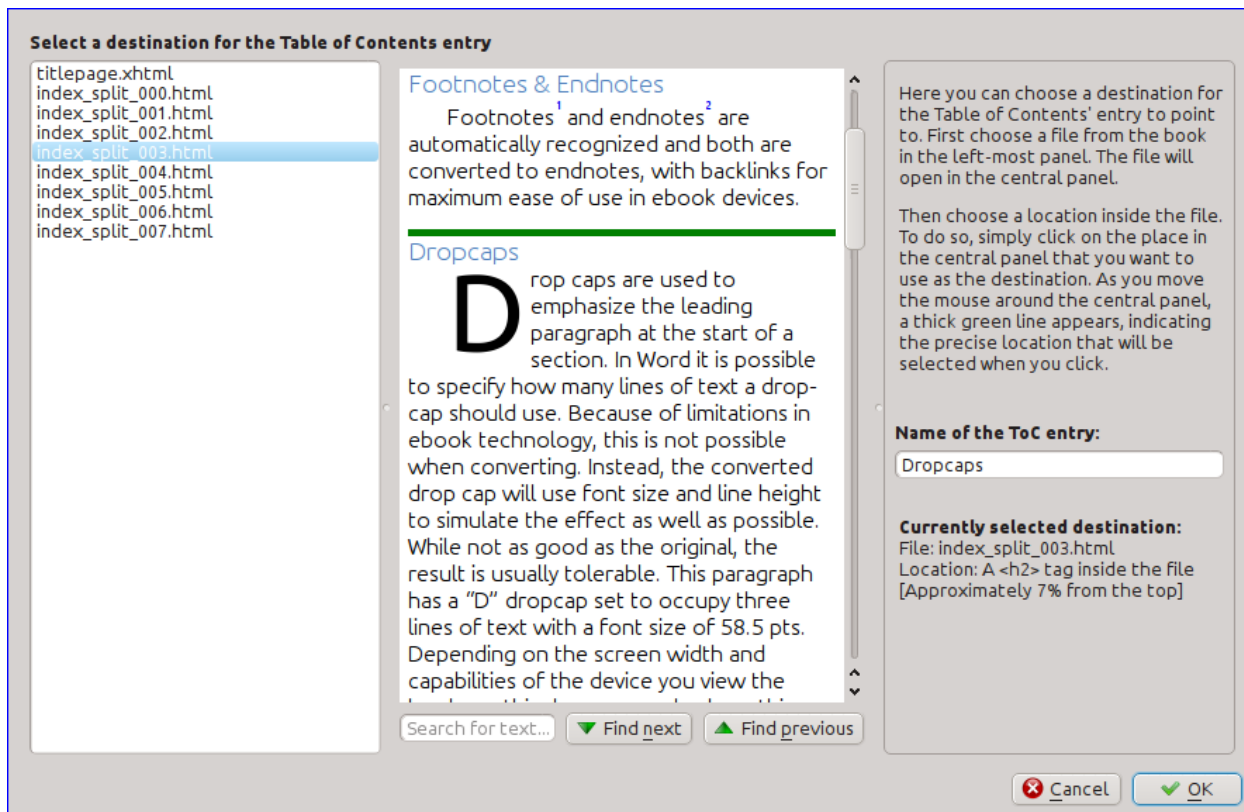 Select a destination for the Table of Contents entry
titlepage.xhtml
index_split_000.html
index_split_001.html
index_split_002.html
index_split_003.html
index_split_004.html
index_split_005.html
index_split_006.html
index_split_007.html
Footnotes & Endnotes
Footnotes1 and endnotes2 are
automatically recognized and both are
converted to endnotes, with backlinks for
maximum ease of use in ebook devices.
Dropcaps
Drop caps are used to
emphasize the leading
paragraph at the start of a
section. In Word it is possible
to specify how many lines of text a drop-
cap should use. Because of limitations in
ebook technology, this is not possible
when converting. Instead, the converted
drop cap will use font size and line height
to simulate the effect as well as possible.
While not as good as the original, the
result is usually tolerable. This paragraph
has a “D” dropcap set to occupy three
lines of text with a font size of 58.5 pts.
Depending on the screen width and
capabilities of the device you view the
Search for text...
Find next
Find previous
Here you can choose a destination for
the Table of Contents' entry to point
to. First choose a file from the book
in the left-most panel. The file will
open in the central panel.
Then choose a location inside the file.
To do so, simply click on the place in
the central panel that you want to
use as the destination. As you move
the mouse around the central panel,
a thick green line appears, indicating
the precise location that will be
selected when you click.
Name of the ToC entry:
Dropcaps
Currently selected destination:
File: index_split_003.html
Location: A <h2> tag inside the file
[Approximately 7% from the top]
Cancel
OK